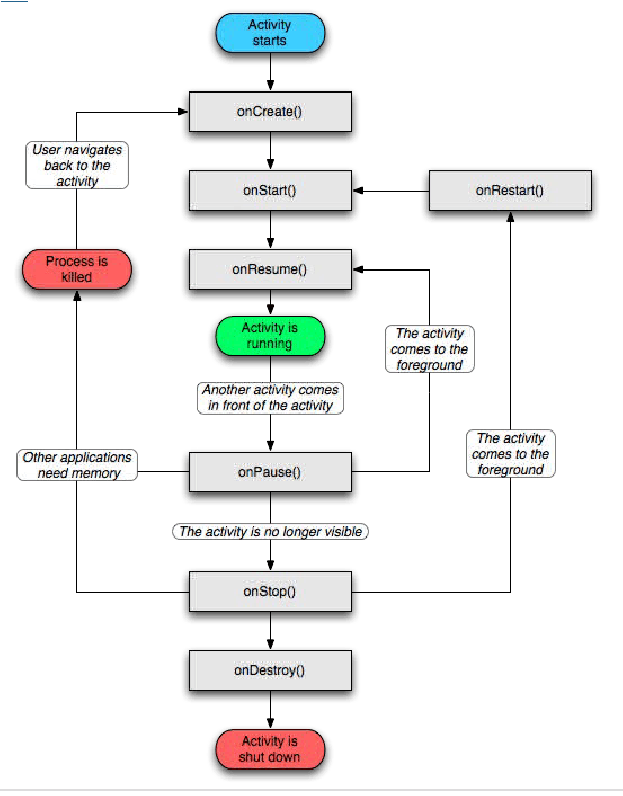 Activity
starts
onCreate()
User navigates
back to the
activity
onStart()
onRestart()
Process is
killed
onResume()
Activity is
running
The activity
comes to the
foreground
Another activity comes
in front of the activity
The activity
comes to the
foreground
Other applications
need memory
onPause()
The activity is no longer visible
onStop()
onDestroy()
Activity is
shut down